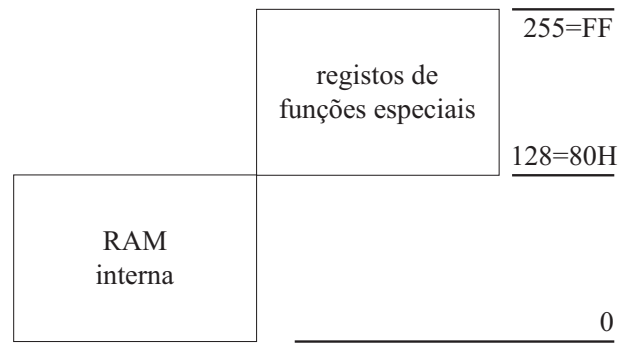 255=FF
registos de
funções especiais
128=80H
RAM
interna
0